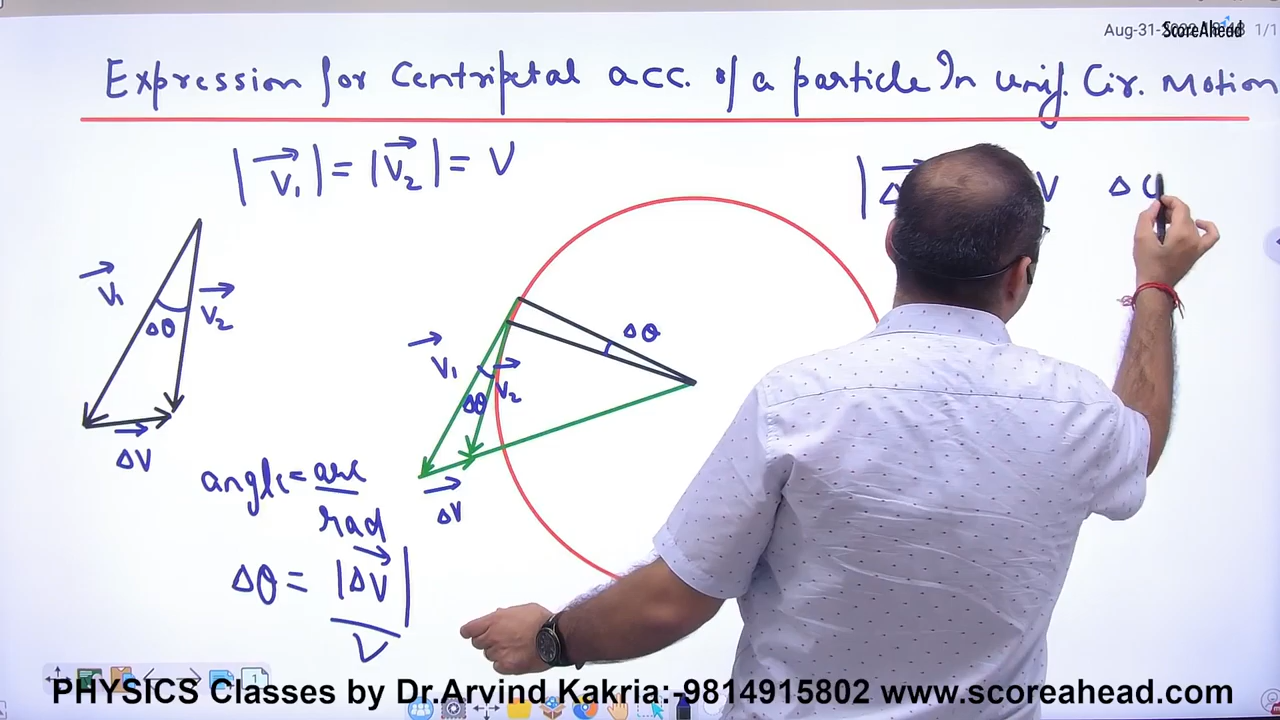 Aug-31-2022
ScoreAhead
1/1
Expression for Centripetal acc. of a particle In unif. Cir. Motion
|V₁| = |V₂| = V
|Δ V Δ
V₁
Δθ
V₂
ΔV
Δθ
V₁
V₂
Δθ
ΔV
angle = arc
rad
Δθ = |ΔV|
V
1
PHYSICS Classes by Dr.Arvind Kakria:-9814915802 www.scoreahead.com